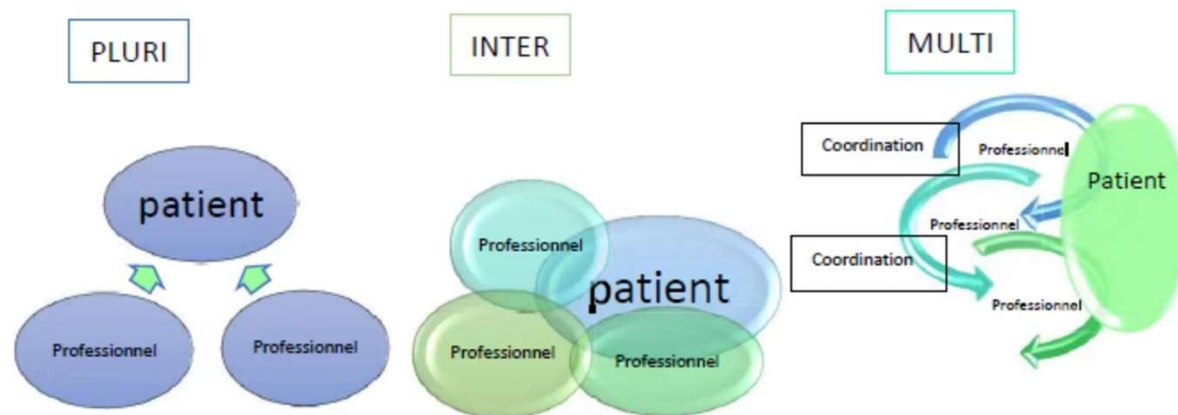 PLURI
INTER
MULTI
patient
Professionnel
Professionnel
Professionnel
patient
Professionnel
Professionnel
Coordination
Professionnel
Patient
Professionnel
Coordination
Professionnel